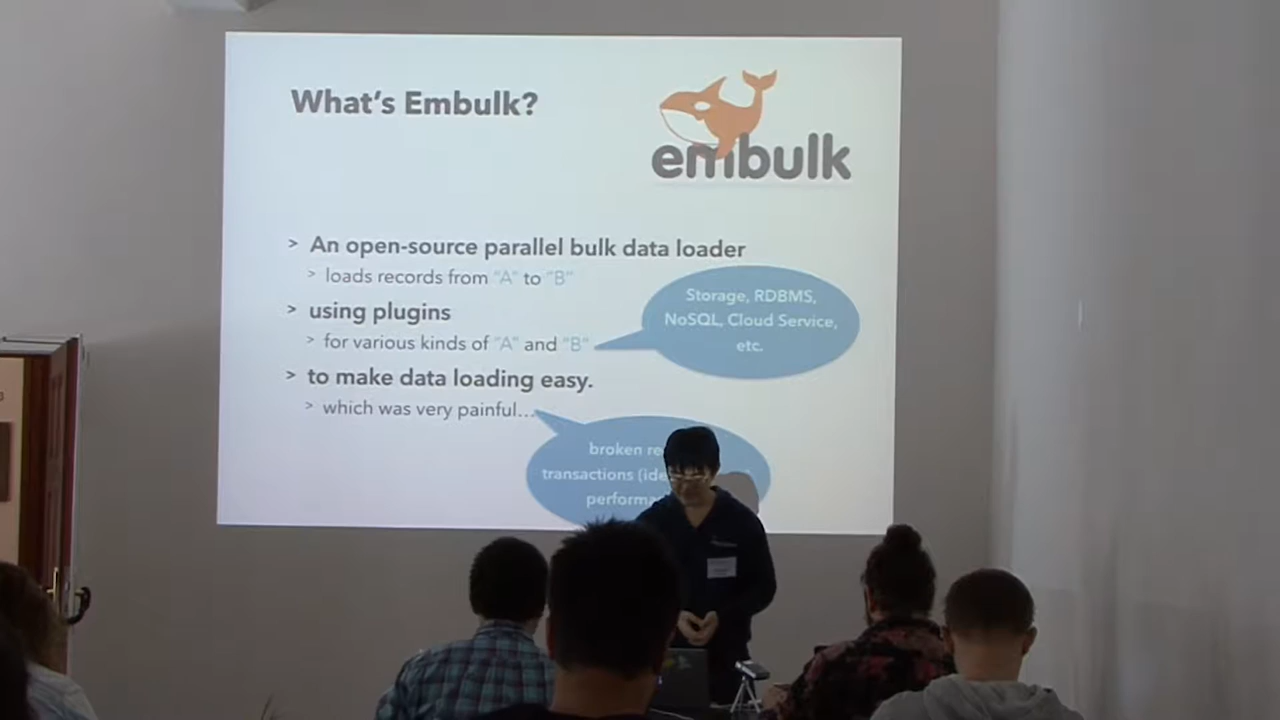 What's Embulk?
embulk
> An open-source parallel bulk data loader
> loads records from "A" to "B"
> using plugins
> for various kinds of "A" and "B"
> to make data loading easy.
> which was very painful…
Storage, RDBMS,
NoSQL, Cloud Service,
etc.
broken
transactions